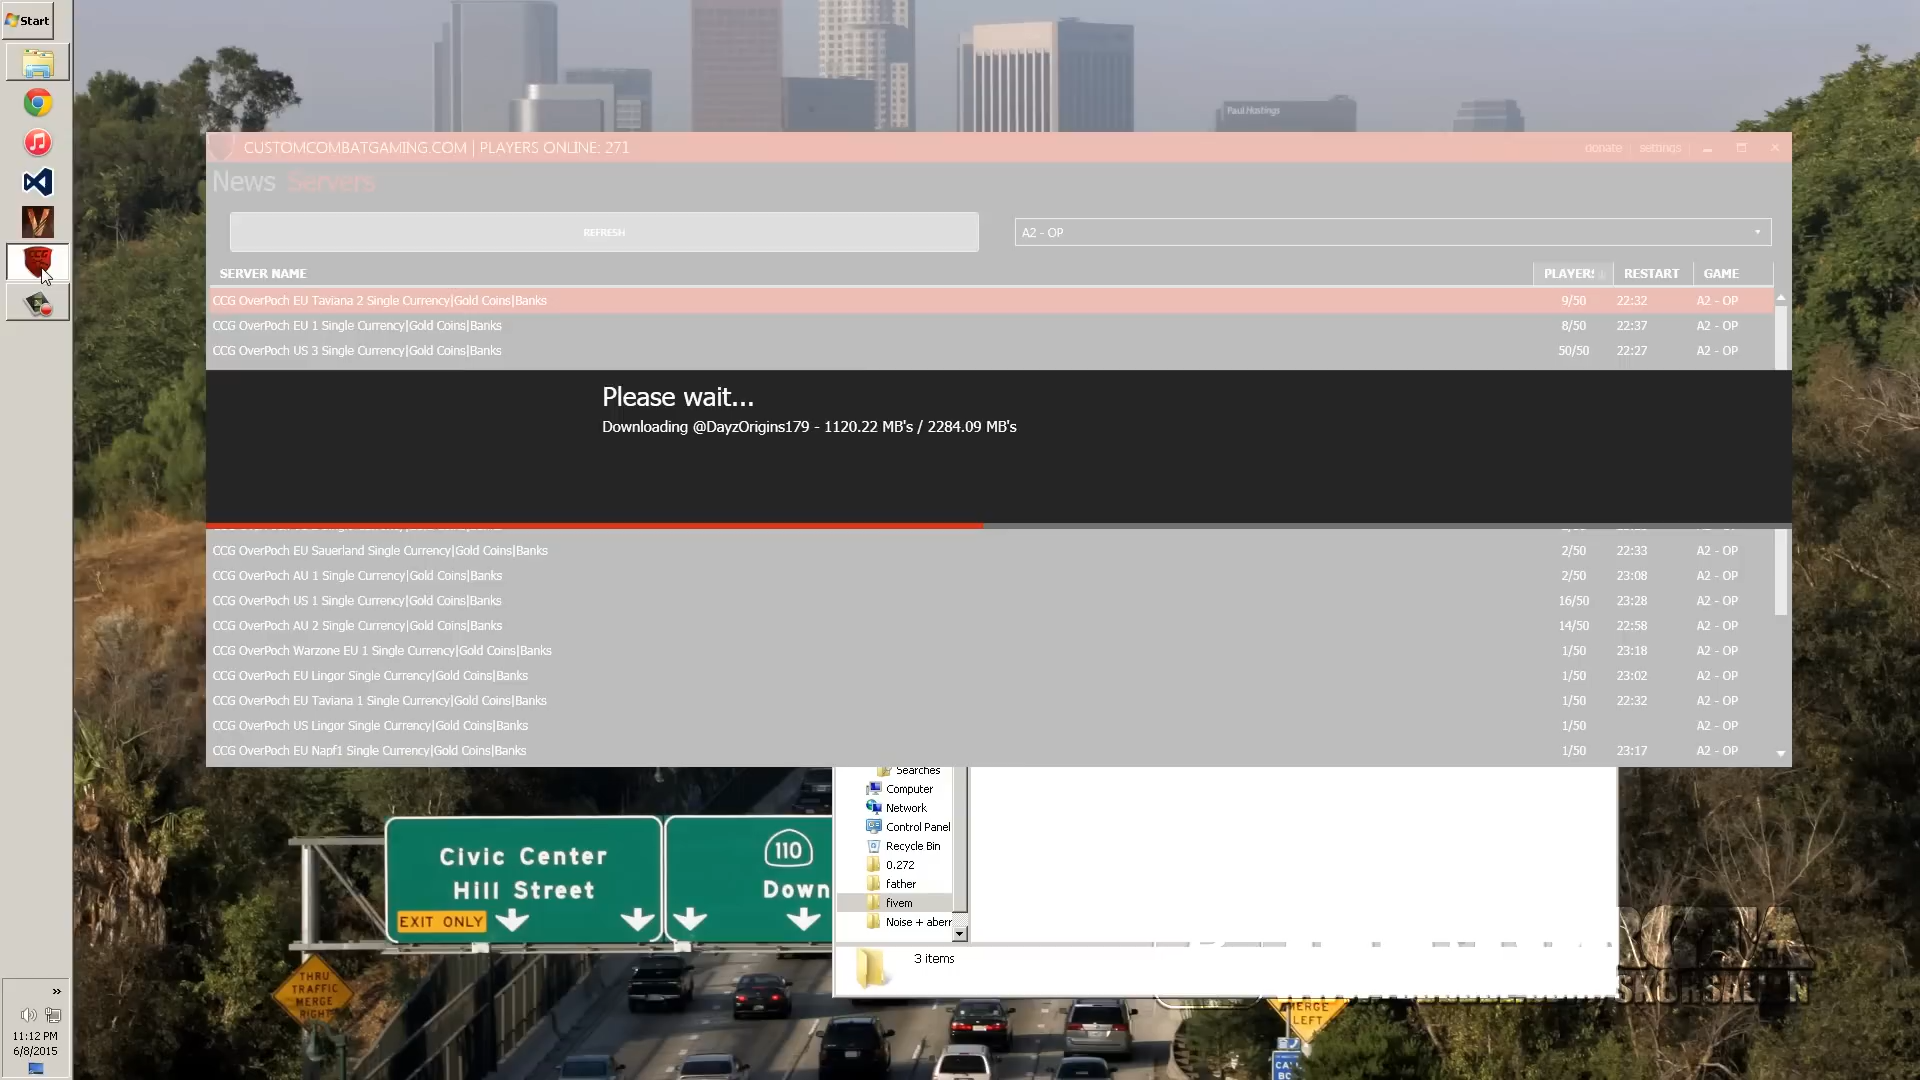 Start
Paul Hastings
CUSTOMCOMBATGAMING.COM | PLAYERS ONLINE: 271
donate
settings
News Servers
REFRESH
A2 - OP
SERVER NAME
RESTART
GAME
CCG OverPoch EU Taviana 2 Single Currency|Gold Coins|Banks 9/50 22:32 A2 - OP
CCG OverPoch EU 1 Single Currency|Gold Coins|Banks 8/50 22:37 A2 - OP
CCG OverPoch US 3 Single Currency|Gold Coins|Banks 50/50 22:27 A2 - OP
Please wait...
Downloading @DayzOrigins179 - 1120.22 MB's / 2284.09 MB's
CCG OverPoch EU Sauerland Single Currency|Gold Coins|Banks 2/50 22:33 A2 - OP
CCG OverPoch AU 1 Single Currency|Gold Coins|Banks 2/50 23:08 A2 - OP
CCG OverPoch US 1 Single Currency|Gold Coins|Banks 16/50 23:28 A2 - OP
CCG OverPoch AU 2 Single Currency|Gold Coins|Banks 14/50 22:58 A2 - OP
CCG OverPoch Warzone EU 1 Single Currency|Gold Coins|Banks 1/50 23:18 A2 - OP
CCG OverPoch EU Lingor Single Currency|Gold Coins|Banks 1/50 23:02 A2 - OP
CCG OverPoch EU Taviana 1 Single Currency|Gold Coins|Banks 1/50 22:32 A2 - OP
CCG OverPoch US Lingor Single Currency|Gold Coins|Banks 1/50 A2 - OP
CCG OverPoch EU Napf1 Single Currency|Gold Coins|Banks 1/50 23:17 A2 - OP
Searches
Computer
Network
Control Panel
Recycle Bin
0.272
father
fivem
Noise + aberr
3 items
Civic Center
Hill Street
EXIT ONLY
110
Down
THRU
TRAFFIC
MERGE
RIGHT
MERGE
LEFT
11:12 PM
6/8/2015